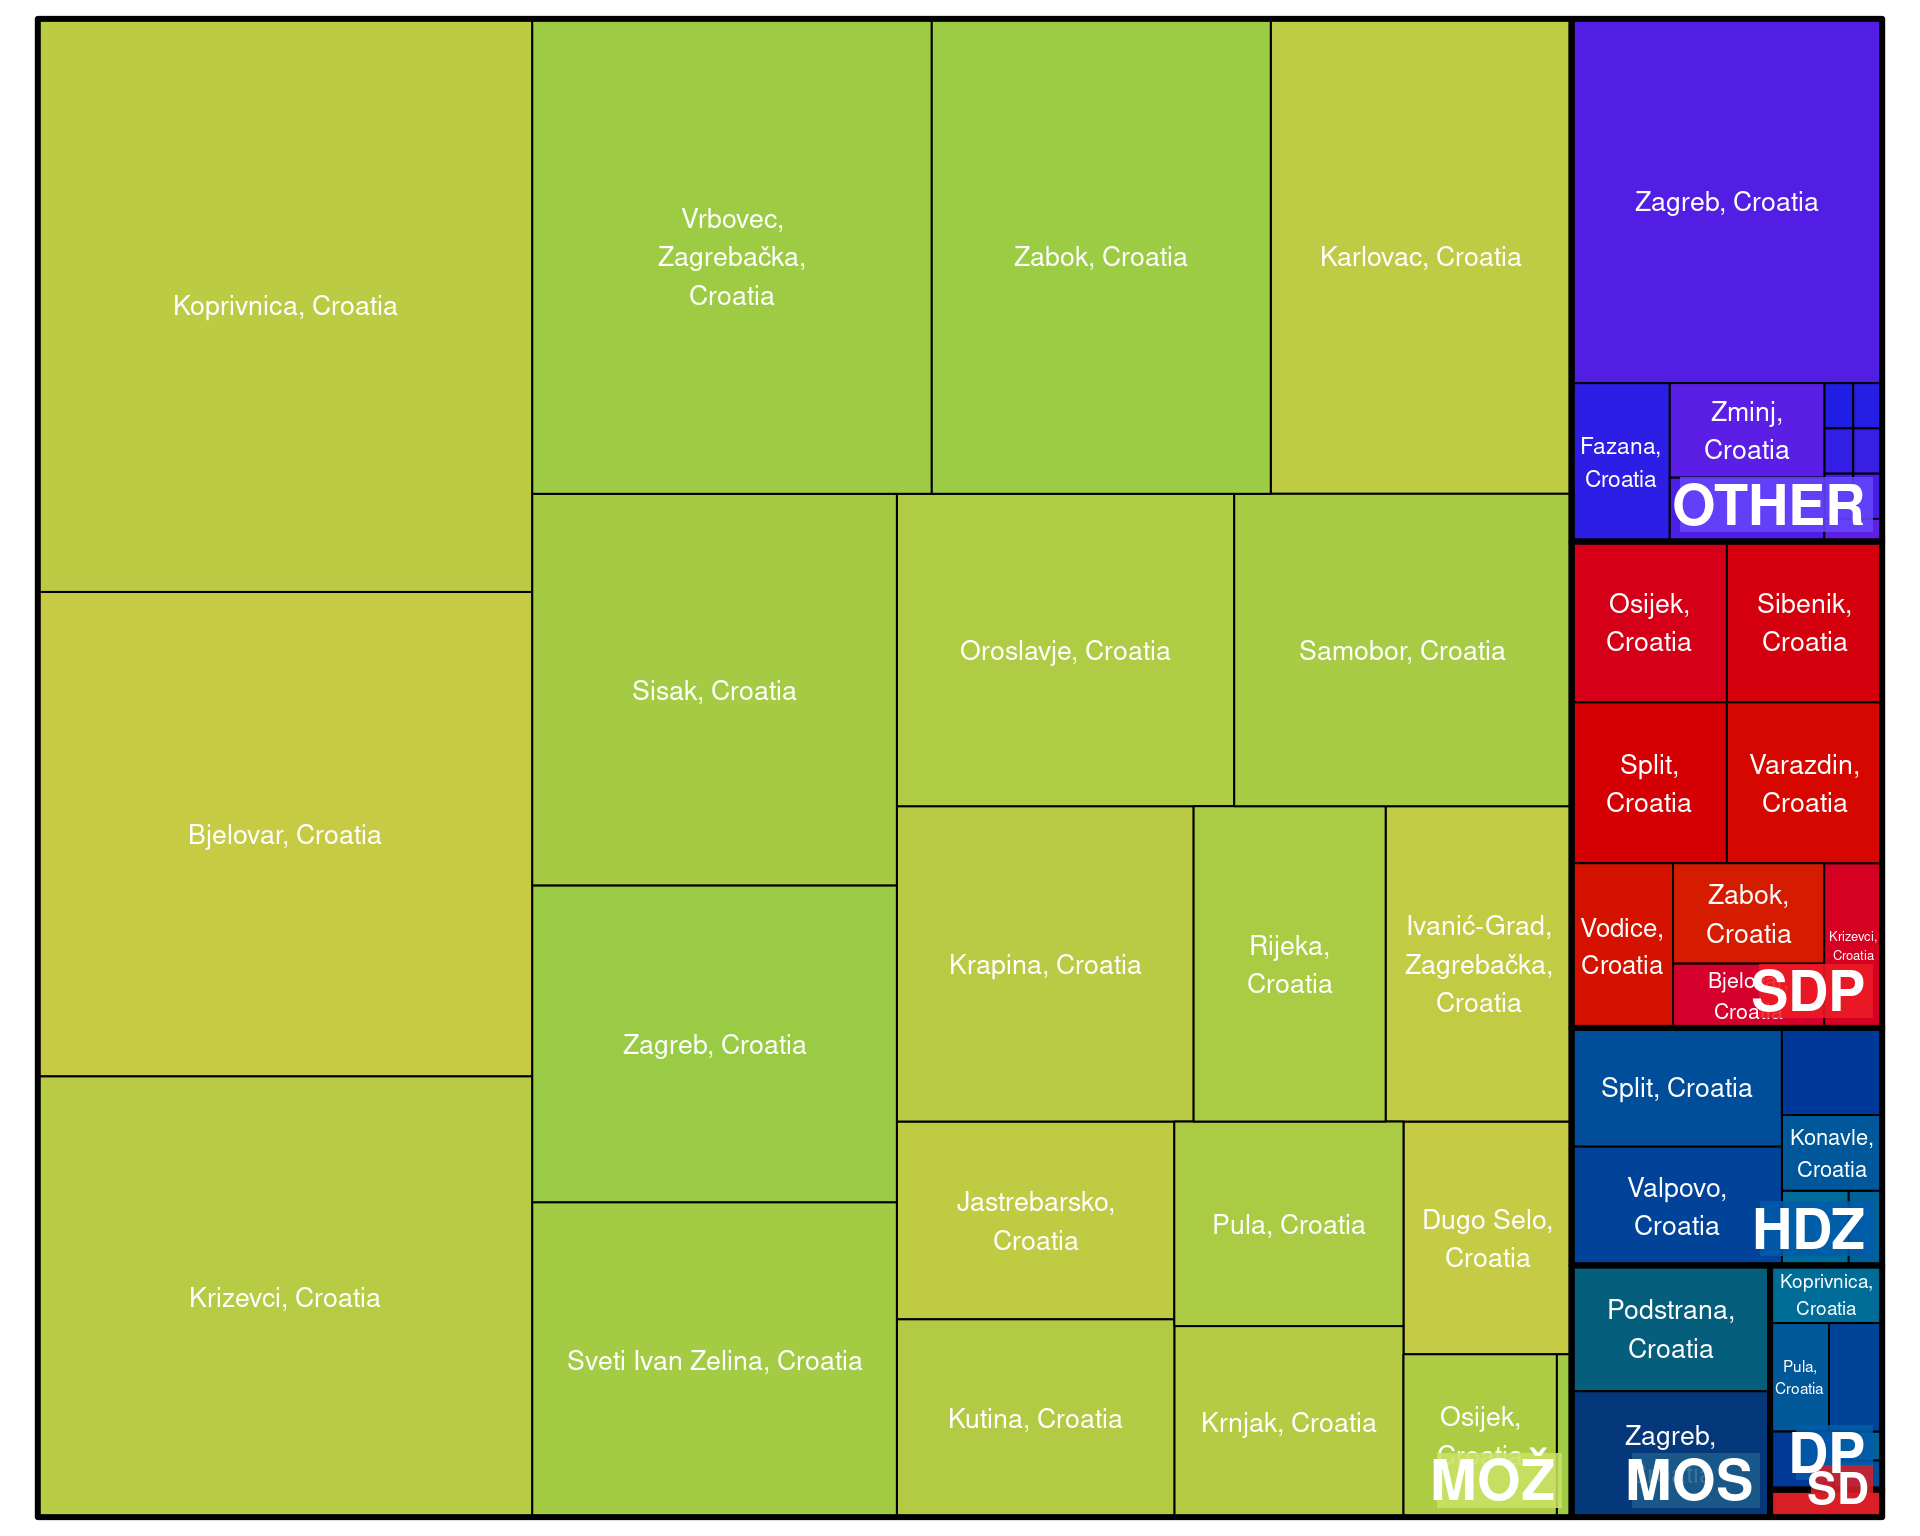 Koprivnica, Croatia
Bjelovar, Croatia
Krizevci, Croatia
Vrbovec,
Zagrebačka,
Croatia
Zabok, Croatia
Karlovac, Croatia
Sisak, Croatia
Zagreb, Croatia
Sveti Ivan Zelina, Croatia
Oroslavje, Croatia
Samobor, Croatia
Krapina, Croatia
Rijeka,
Croatia
Ivanić-Grad,
Zagrebačka,
Croatia
Jastrebarsko,
Croatia
Kutina, Croatia
Pula, Croatia
Krnjak, Croatia
Dugo Selo,
Croatia
Osijek,
Croatia
MOŽ
Zagreb, Croatia
Fazana,
Croatia
Zminj,
Croatia
OTHER
Osijek,
Croatia
Sibenik,
Croatia
Split,
Croatia
Varazdin,
Croatia
Vodice,
Croatia
Zabok,
Croatia
Krizevci,
Croatia
Croatia
SDP
Split, Croatia
Valpovo,
Croatia
Konavle,
Croatia
HDZ
Podstrana,
Croatia
Zagreb,
MOS
Koprivnica,
Croatia
Pula,
Croatia
DP
SD